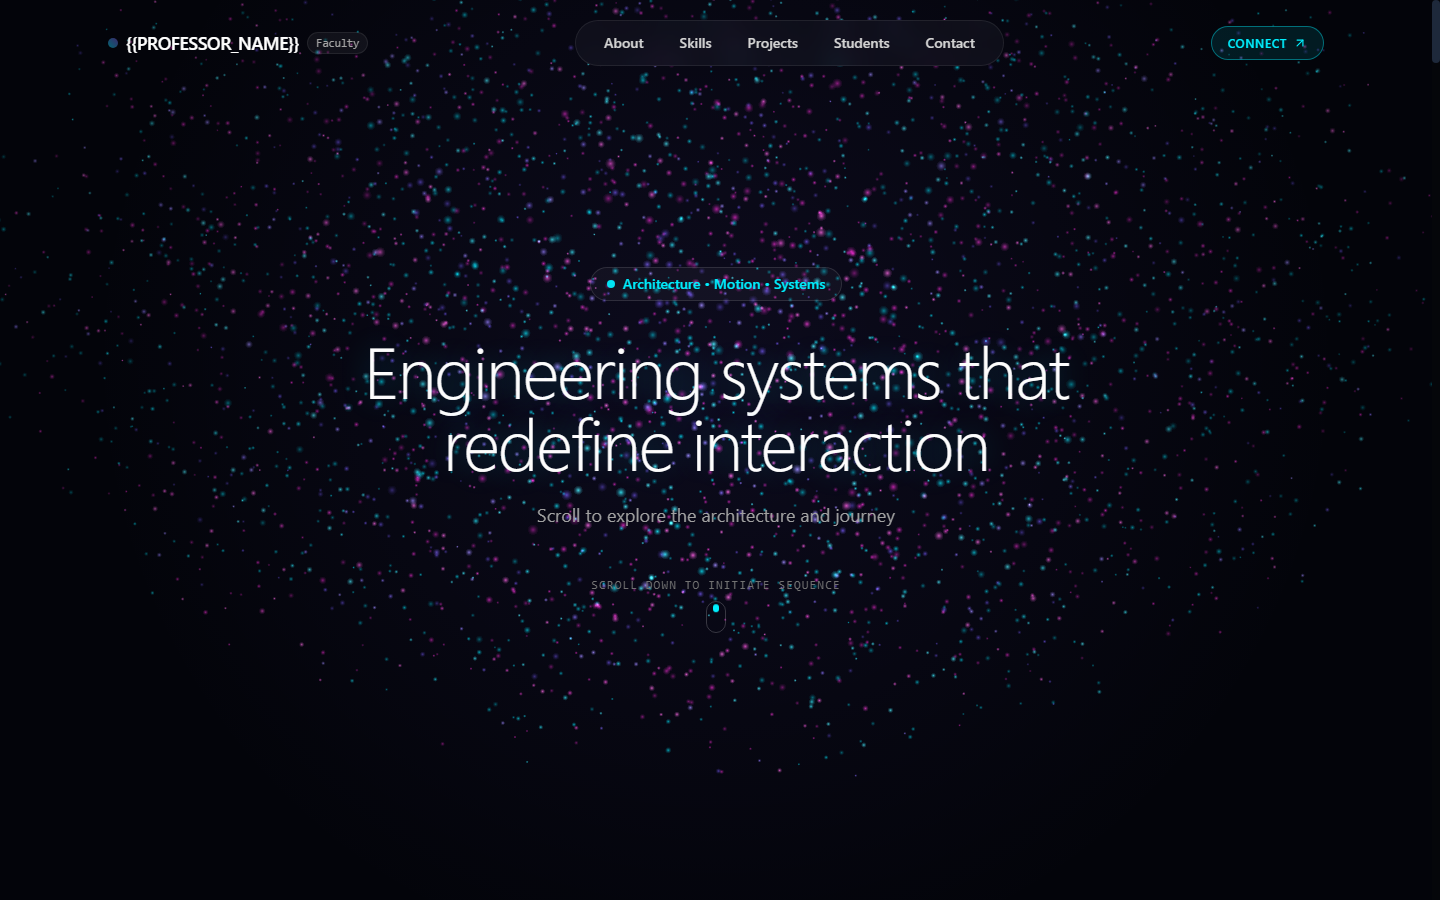 {{PROFESSOR_NAME}} Faculty About Skills Projects Students Contact CONNECT
Architecture • Motion • Systems
Engineering systems that
redefine interaction
Scroll to explore the architecture and journey
SCROLL DOWN TO INITIATE SEQUENCE